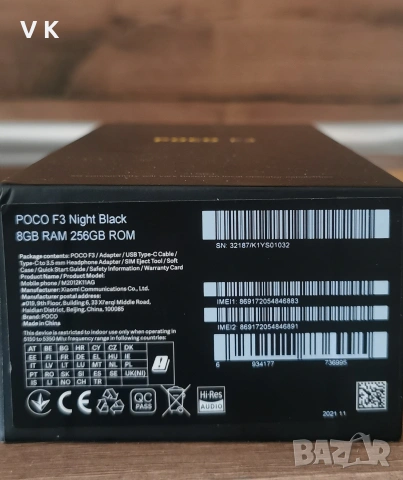 VK
POCO F3
POCO F3 Night Black
8GB RAM 256GB ROM
Package contents: POCO F3 / Adapter / USB Type-C Cable /
Type-C to 3.5 mm Headphone Adapter / SIM Eject Tool / Soft
Case / Quick Start Guide / Safety Information / Warranty Card
Product Name:
Mobile phone / M2012K11AG
Manufacturer: Xiaomi Communications Co., Ltd.
Manufacturer postal address:
#019, 9th Floor, Building 6, 33 Xi'erqi Middle Road,
Haidian District, Beijing, China, 100085
Brand: POCO
Made in China
This device is restricted to indoor use only when operating in
5150 to 5350 MHz frequency range in following countries:
AT BE BG HR CY CZ DK
EE FI FR DE EL HU IE
IT LV LT LU MT NL PL
PT RO SK SI ES SE UK(NI)
IS LI NO CH TR
SN: 32187/K1YS01032
IMEI1: 869172054846883
IMEI2: 869172054846891
6 934177 736995
CE
QC
PASS
Hi-Res
AUDIO
2021.11
BAZAR